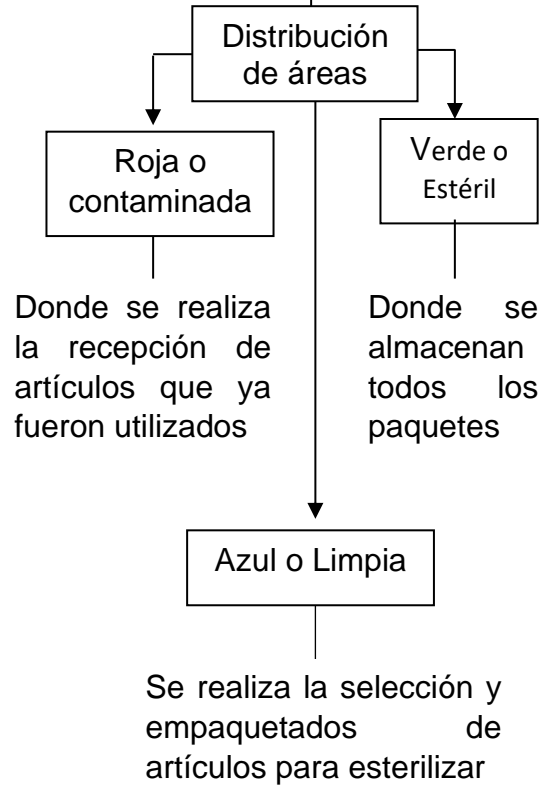 Distribución
de áreas
Roja o
contaminada
Verde o
Estéril
Donde se realiza
la recepción de
artículos que ya
fueron utilizados
Donde se
almacenan
todos los
paquetes
Azul o Limpia
Se realiza la selección y
empaquetados de
artículos para esterilizar